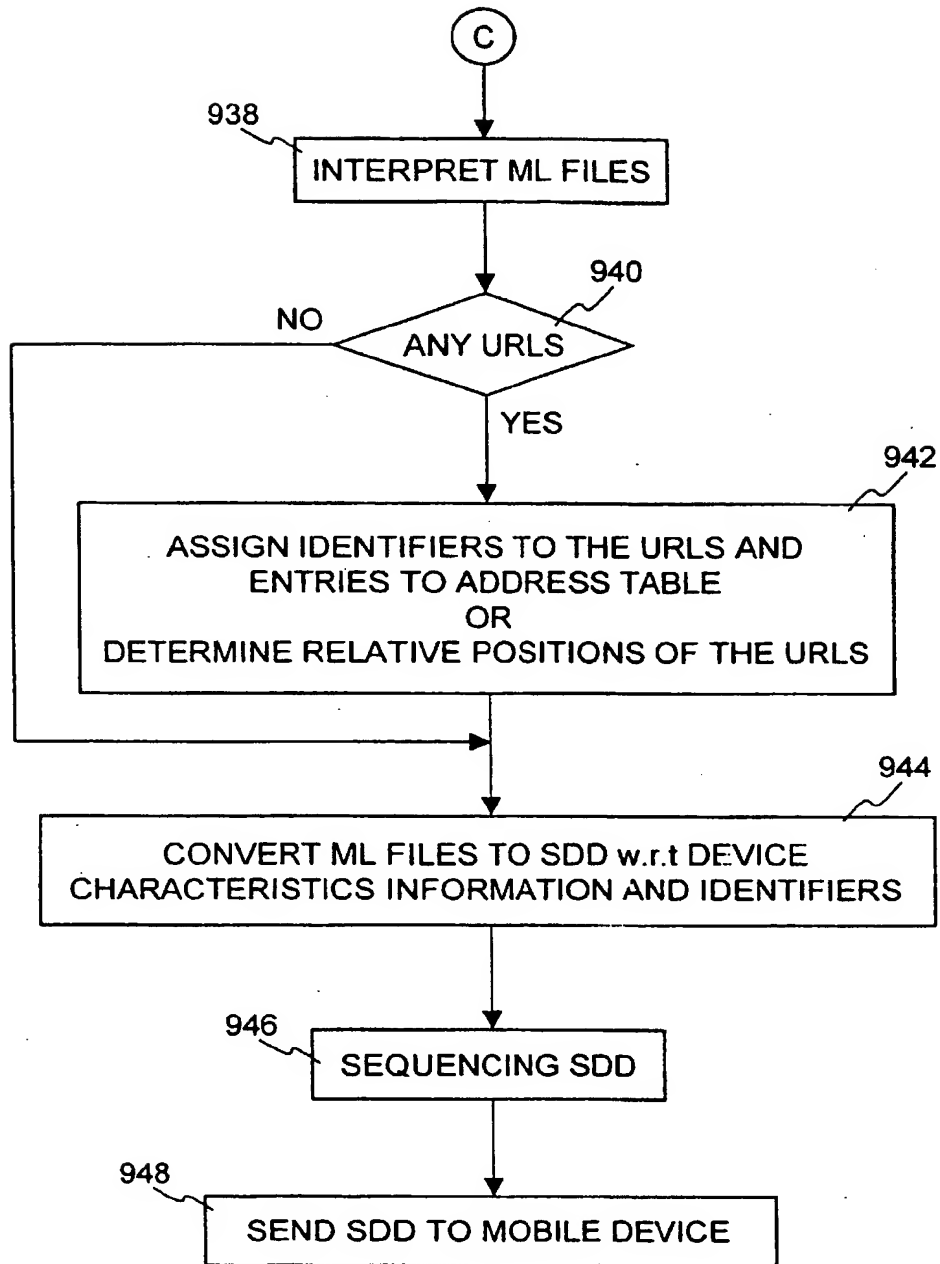 C
938
INTERPRET ML FILES
940
NO
ANY URLS
YES
942
ASSIGN IDENTIFIERS TO THE URLS AND
ENTRIES TO ADDRESS TABLE
OR
DETERMINE RELATIVE POSITIONS OF THE URLS
944
CONVERT ML FILES TO SDD w.r.t DEVICE
CHARACTERISTICS INFORMATION AND IDENTIFIERS
946
SEQUENCING SDD
948
SEND SDD TO MOBILE DEVICE